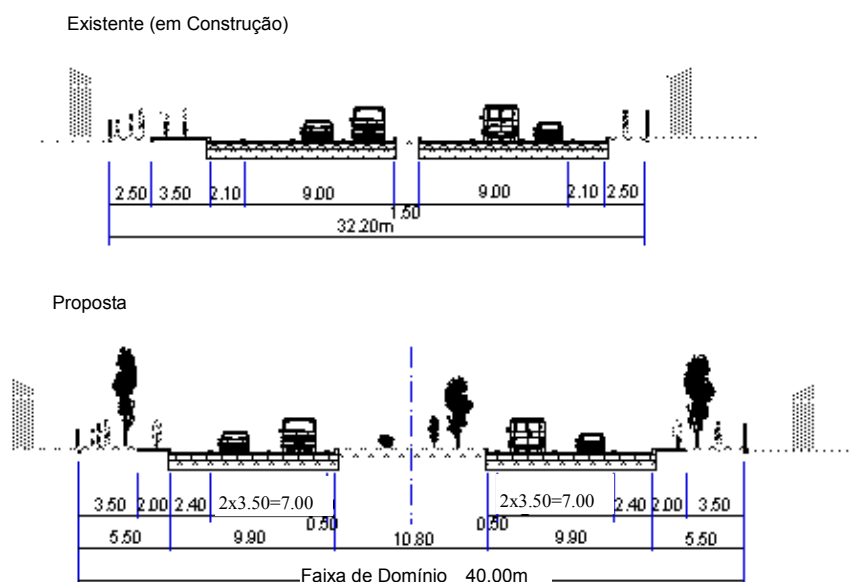 Existente (em Construção)
2.50 3.50 2.10 9.00 9.00 2.10 2.50
1.50
32.20m
Proposta
3.50 2.00 2.40 2x3.50=7.00 2x3.50=7.00 2.40 2.00 3.50
0.50 0.50
5.50 9.90 10.80 9.90 5.50
Faixa de Domínio 40.00m